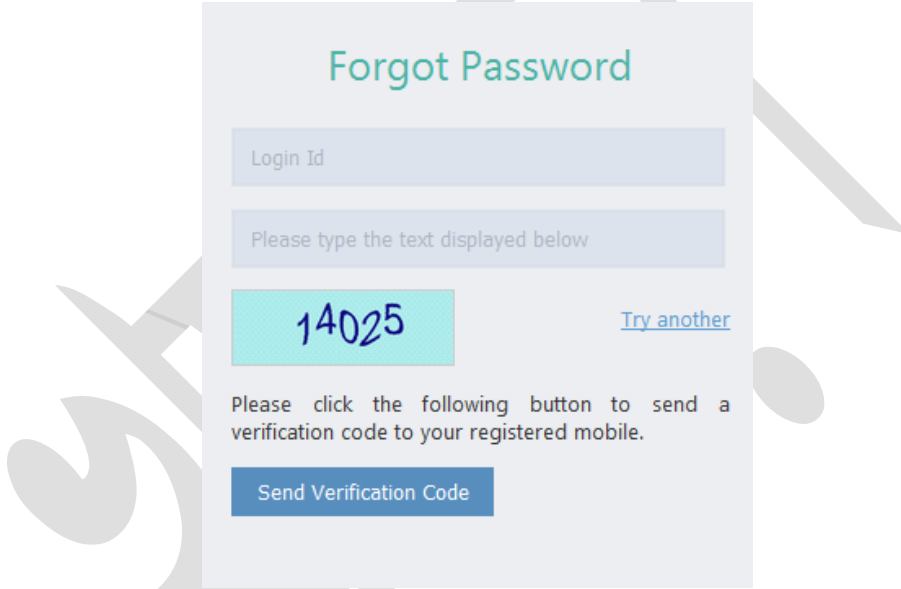 Forgot Password
Login Id
Please type the text displayed below
14025
Try another
Please click the following button to send a
verification code to your registered mobile.
Send Verification Code